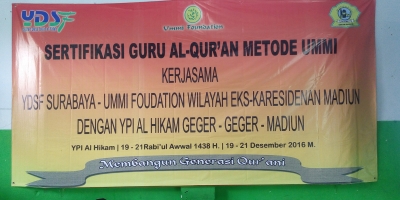 YDSF
Ummi Foundation
SERTIFIKASI GURU AL-QUR'AN METODE UMMI
KERJASAMA
YDSF SURABAYA - UMMI FOUDATION WILAYAH EKS-KARESIDENAN MADIUN
DENGAN YPI AL HIKAM GEGER - GEGER - MADIUN
YPI Al Hikam | 19 - 21Rabi'ul Awwal 1438 H. | 19 - 21 Desember 2016 M.
Membangun Generasi Qur'ani